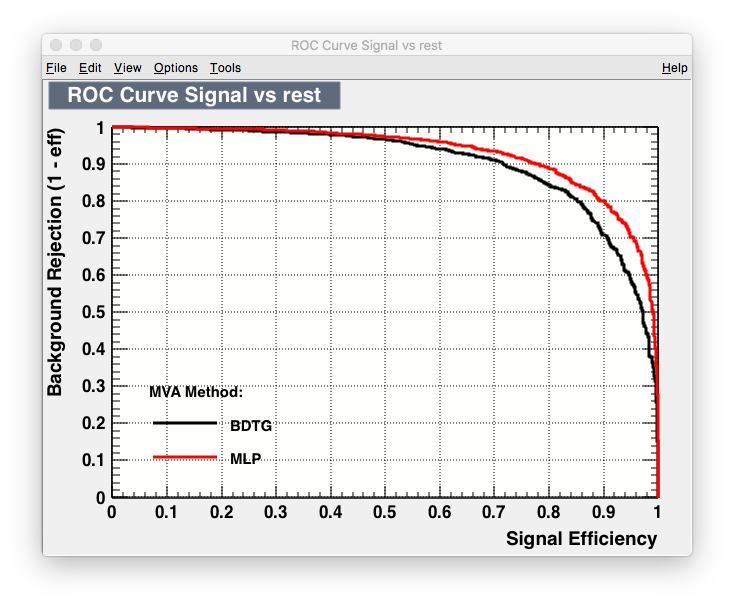 ROC Curve Signal vs rest
File Edit View Options Tools Help
ROC Curve Signal vs rest
Background Rejection (1 - eff)
1
0.9
0.8
0.7
0.6
0.5
0.4
0.3
0.2
0.1
0
MVA Method:
BDTG
MLP
0 0.1 0.2 0.3 0.4 0.5 0.6 0.7 0.8 0.9 1
Signal Efficiency